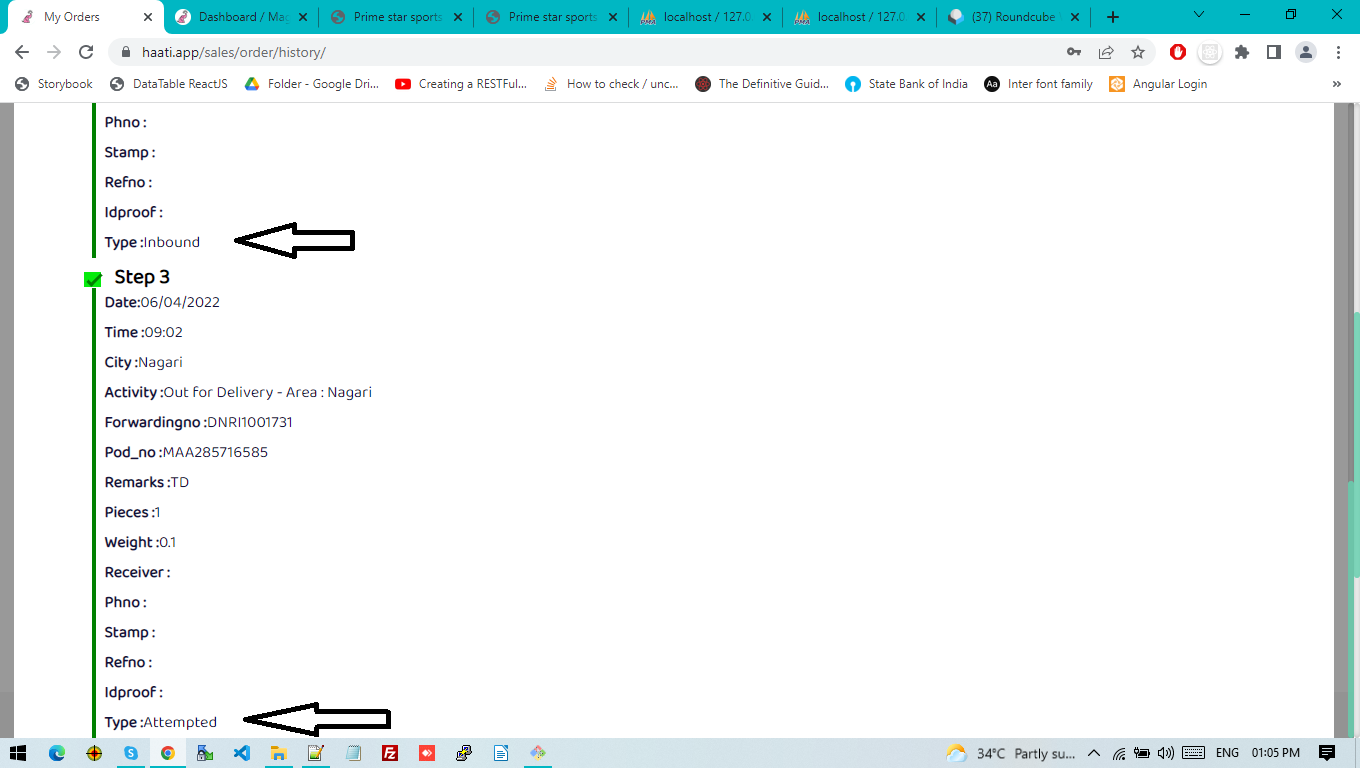 My Orders
Dashboard / Mag
Prime star sports
Prime star sports
localhost / 127.0.
localhost / 127.0.
(37) Roundcube
haati.app/sales/order/history/
Storybook
DataTable ReactJS
Folder - Google Dri...
Creating a RESTFul...
How to check / unc...
The Definitive Guid...
State Bank of India
Aa
Inter font family
Angular Login
»
Phno :
Stamp :
Refno :
Idproof :
Type :Inbound
Step 3
Date:06/04/2022
Time :09:02
City :Nagari
Activity :Out for Delivery - Area : Nagari
Forwardingno :DNRI1001731
Pod_no :MAA285716585
Remarks :TD
Pieces :1
Weight :0.1
Receiver :
Phno :
Stamp :
Refno :
Idproof :
Type :Attempted
34°C Partly su...
ENG
01:05 PM